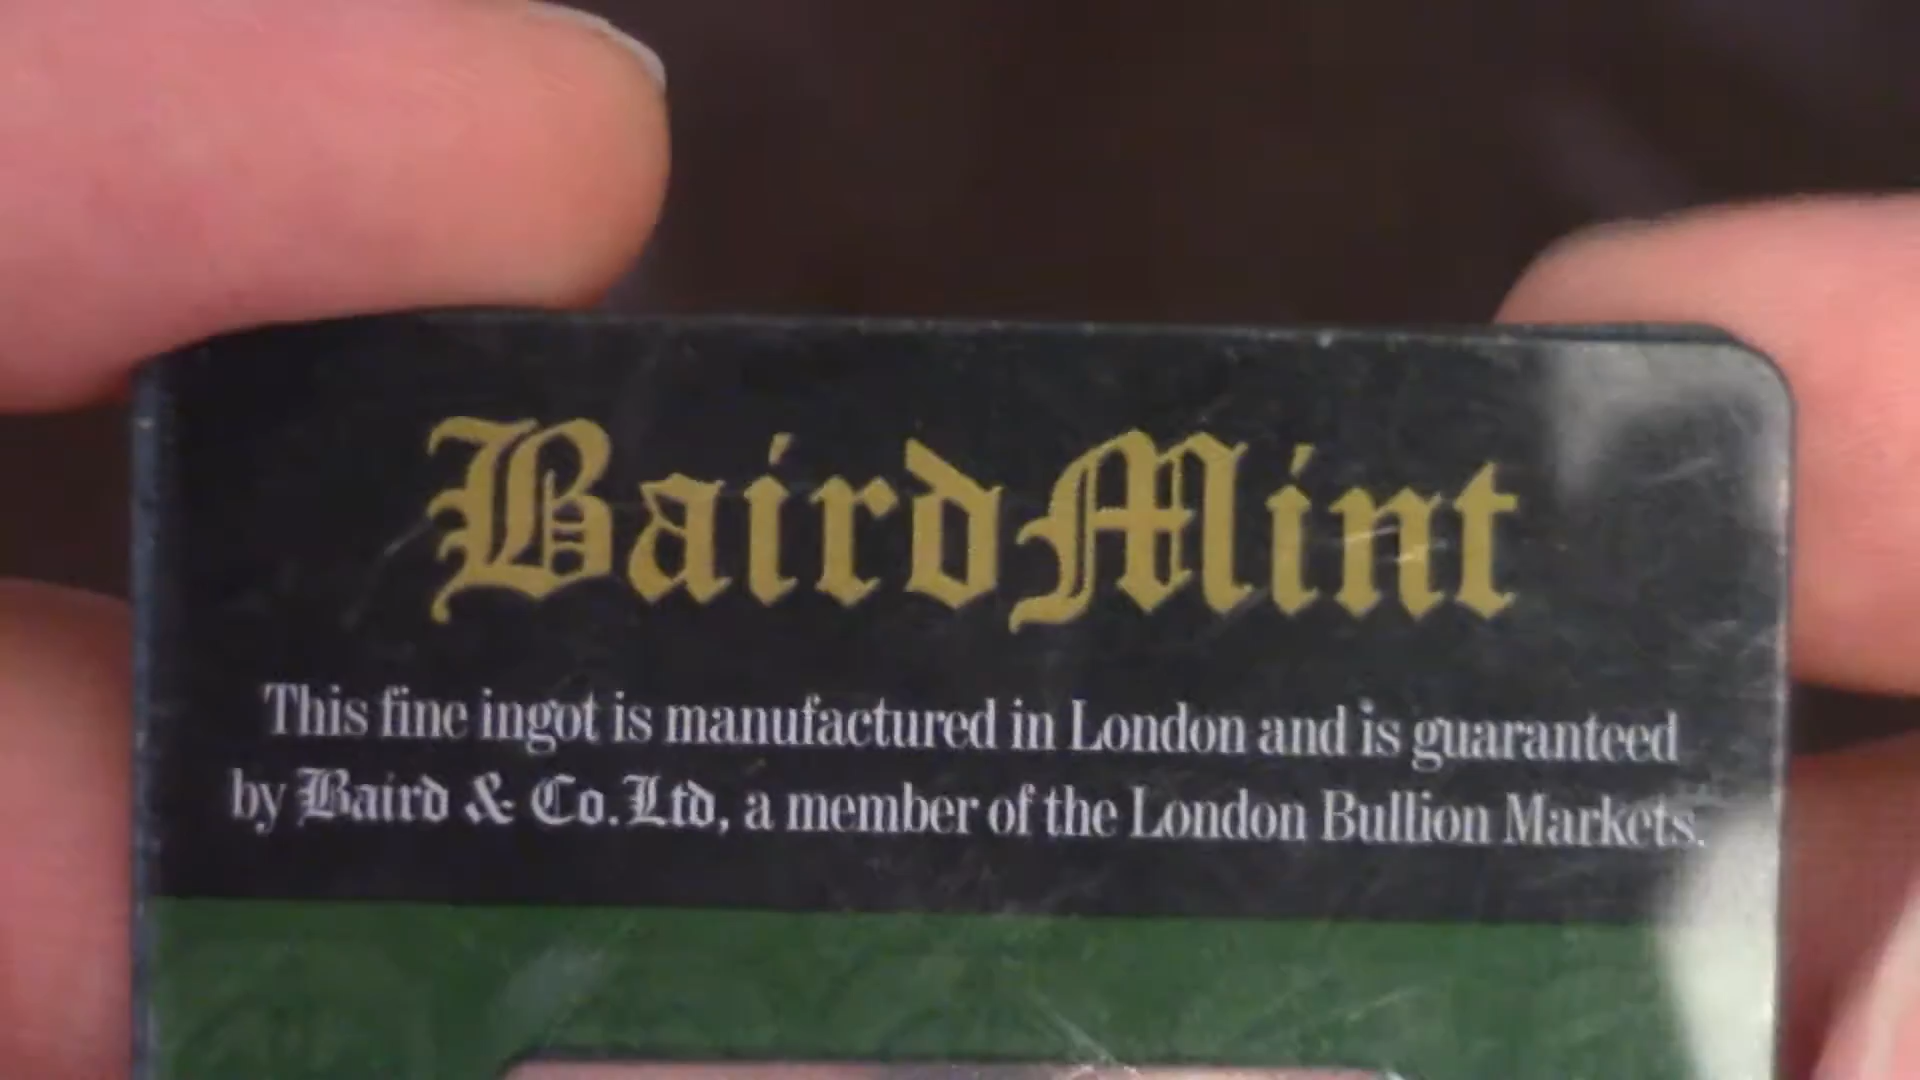 BairdMint
This fine ingot is manufactured in London and is guaranteed
by Baird & Co.Ltd, a member of the London Bullion Markets.